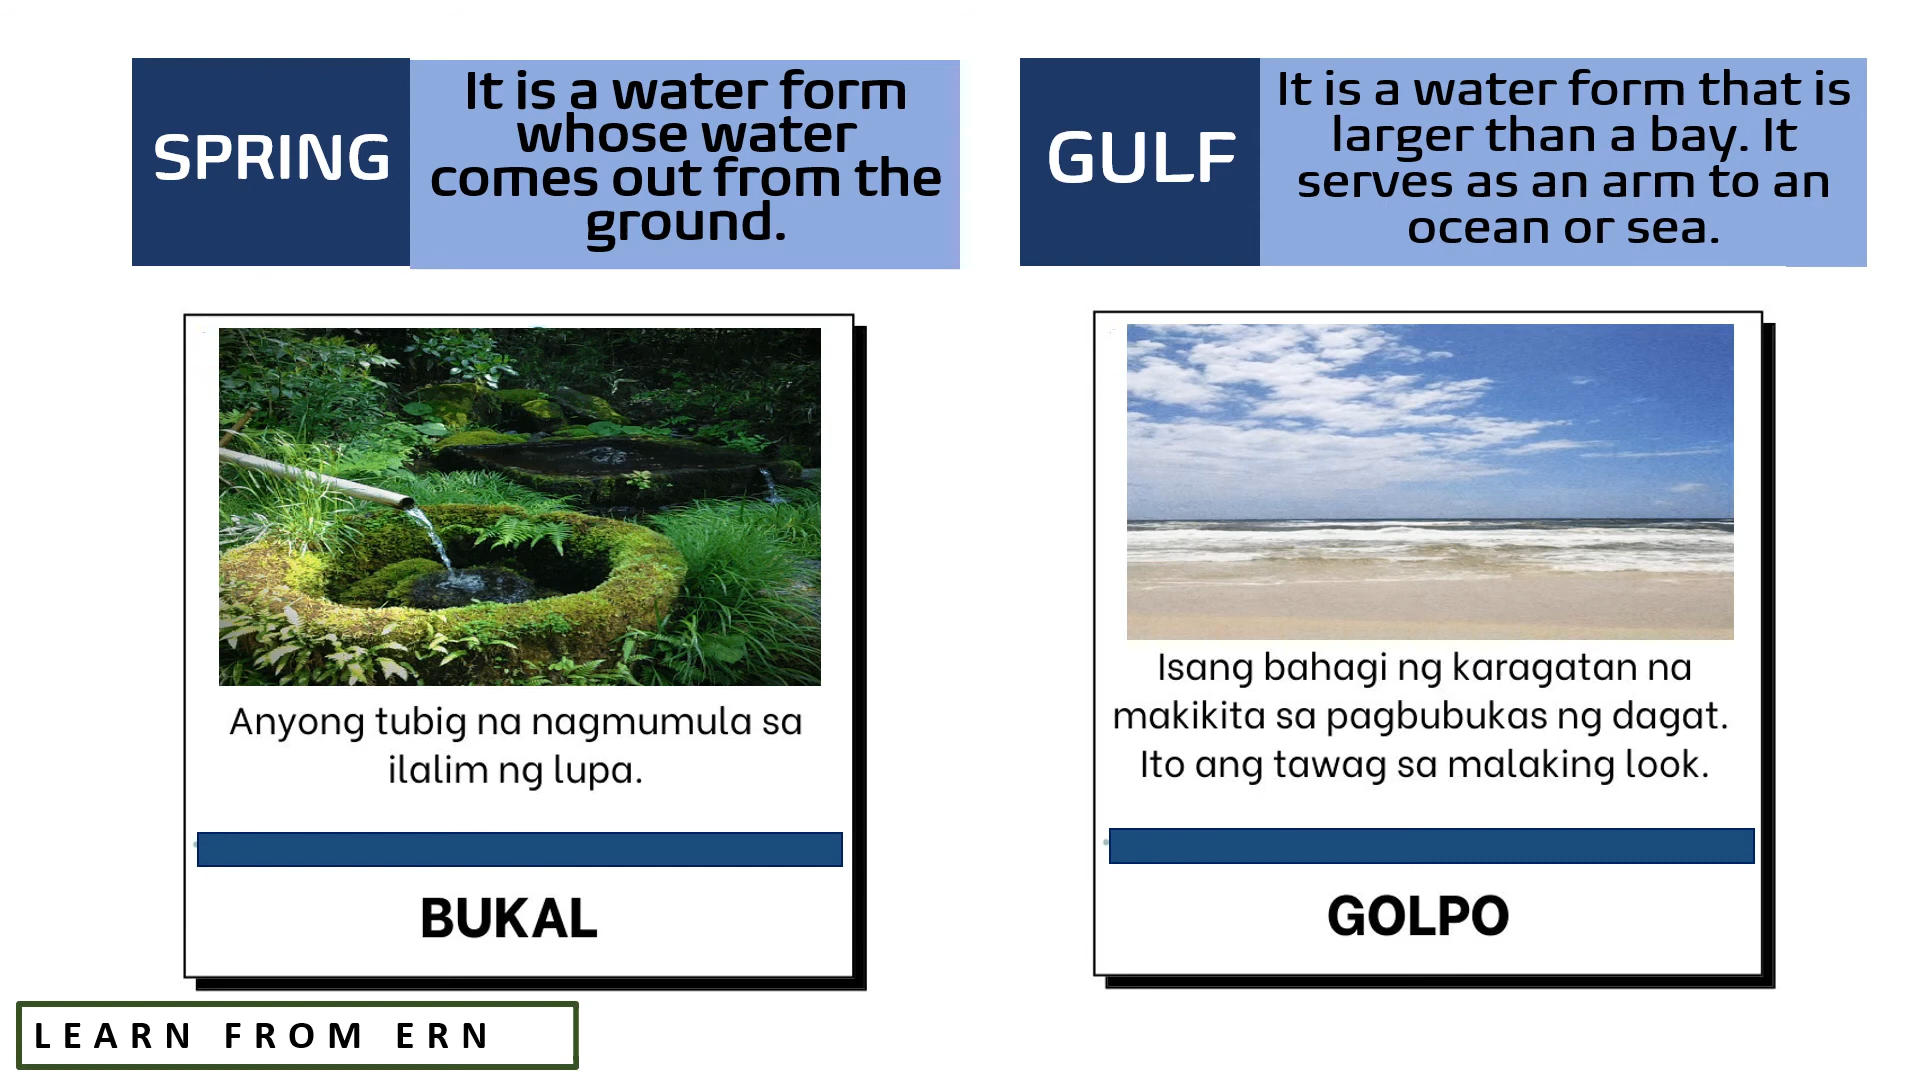 SPRING
It is a water form
whose water
comes out from the
ground.
GULF
It is a water form that is
larger than a bay. It
serves as an arm to an
ocean or sea.
Anyong tubig na nagmumula sa
ilalim ng lupa.
BUKAL
Isang bahagi ng karagatan na
makikita sa pagbubukas ng dagat.
Ito ang tawag sa malaking look.
GOLPO
LEARN FROM ERN